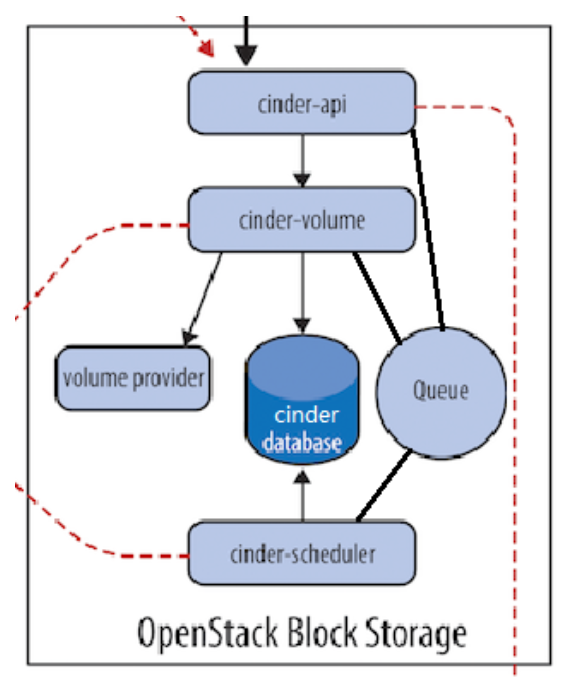 cinder-api
cinder-volume
volume provider
cinder
database
Queue
cinder-scheduler
OpenStack Block Storage